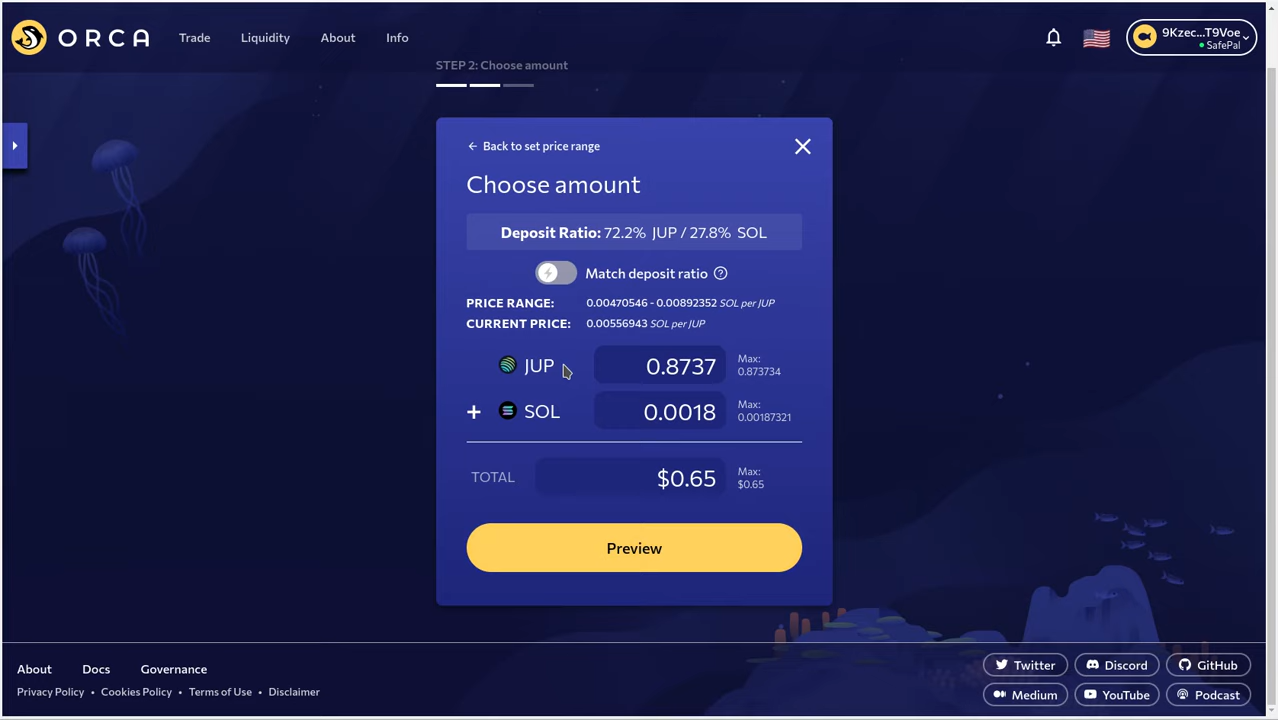 ORCA Trade Liquidity About Info 9Kzec...T9Voe
SafePal
STEP 2: Choose amount
← Back to set price range
Choose amount
Deposit Ratio: 72.2% JUP / 27.8% SOL
Match deposit ratio ?
PRICE RANGE: 0.00470546 - 0.00892352 SOL per JUP
CURRENT PRICE: 0.00556943 SOL per JUP
JUP 0.8737 Max: 0.873734
+ SOL 0.0018 Max: 0.00187321
TOTAL $0.65 Max: $0.65
Preview
About Docs Governance
Privacy Policy • Cookies Policy • Terms of Use • Disclaimer
Twitter Discord GitHub
Medium YouTube Podcast